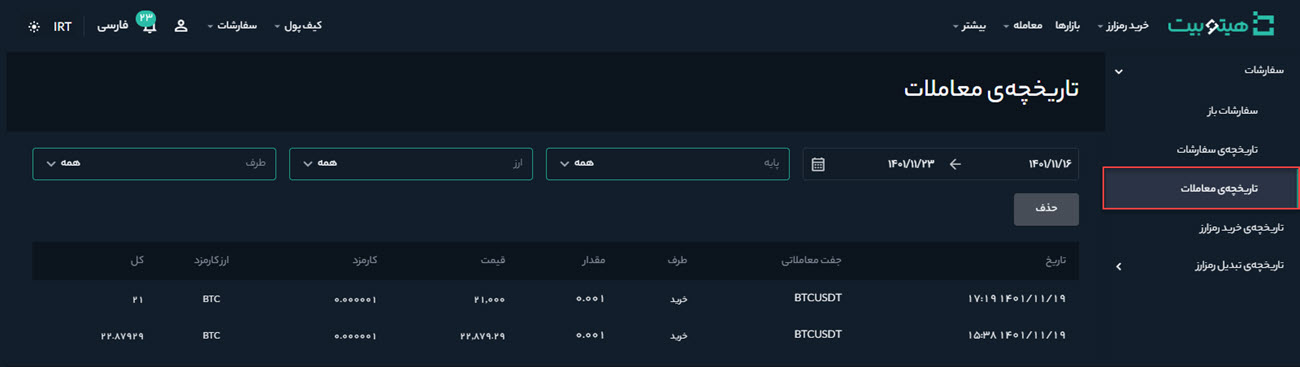 هیتوبیت خرید رمزارز بازارها معامله بیشتر کیف پول سفارشات ۲۳ فارسی IRT
سفارشات
سفارشات باز
تاریخچه‌ی سفارشات
تاریخچه‌ی معاملات
تاریخچه‌ی خرید رمزارز
تاریخچه‌ی تبدیل رمزارز
تاریخچه‌ی معاملات
۱۴۰۱/۱۱/۱۶ ۱۴۰۱/۱۱/۲۳ پایه همه ارز همه طرف همه
حذف
تاریخ جفت معاملاتی طرف مقدار قیمت کارمزد ارز کارمزد کل
۱۴۰۱/۱۱/۱۹ ۱۷:۱۹ BTCUSDT خرید ۰.۰۰۱ ۲۱,۰۰۰ ۰.۰۰۰۰۰۱ BTC ۲۱
۱۴۰۱/۱۱/۱۹ ۱۵:۳۸ BTCUSDT خرید ۰.۰۰۱ ۲۲,۸۷۹.۲۹ ۰.۰۰۰۰۰۱ BTC ۲۲.۸۷۹۲۹